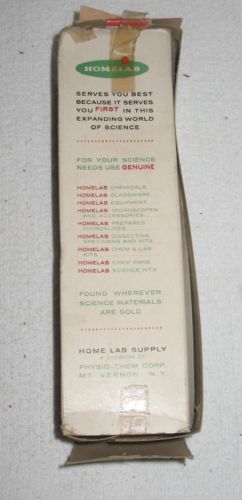 HOMELAB
SERVES YOU BEST
BECAUSE IT SERVES
YOU FIRST IN THIS
EXPANDING WORLD
OF SCIENCE
FOR YOUR SCIENCE
NEEDS USE GENUINE
HOMELAB CHEMICALS
HOMELAB GLASSWARE
HOMELAB EQUIPMENT
HOMELAB MICROSCOPES
AND ACCESSORIES
HOMELAB PREPARED
MICROSLIDES
HOMELAB DISSECTING
SPECIMENS AND KITS
HOMELAB CHEM & LAB
KITS
HOMELAB CHEM PAKS
HOMELAB SCIENCE KITS
FOUND WHEREVER
SCIENCE MATERIALS
ARE SOLD
HOME LAB SUPPLY
A DIVISION OF
PHYSIO-CHEM CORP.
MT. VERNON, N.Y.